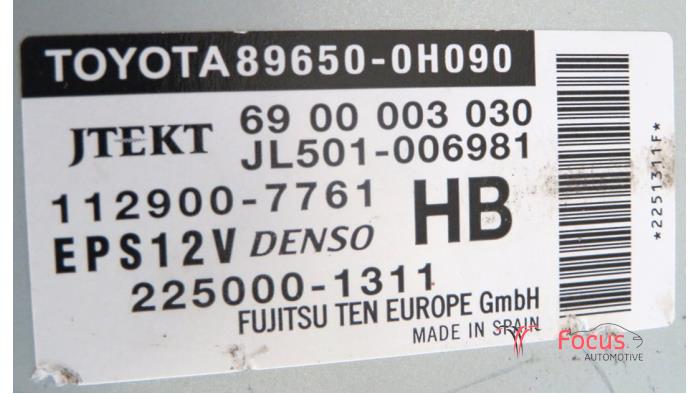 TOYOTA 89650-0H090
JTEKT 69 00 003 030
JL501-006981
112900-7761 HB
EPS12V DENSO
225000-1311
FUJITSU TEN EUROPE GmbH
MADE IN SPAIN
*2251311F*
Focus
AUTOMOTIVE